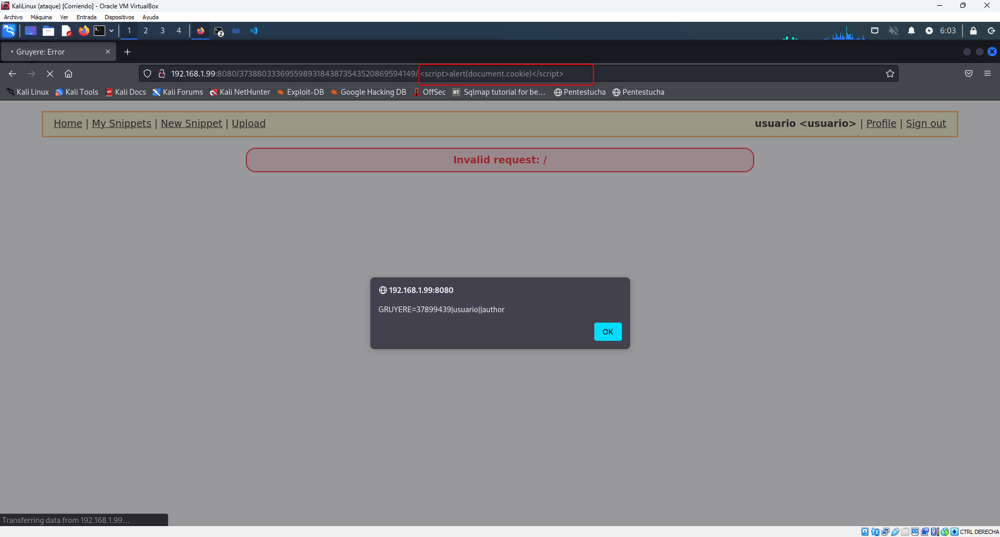 KaliLinux (ataque) [Corriendo] - Oracle VM VirtualBox
Archivo Máquina Ver Entrada Dispositivos Ayuda
1 2 3 4 2 6:03
Gruyere: Error
192.168.1.99:8080/373880333695598931843873543520869594149/<script>alert(document.cookie)</script>
Kali Linux Kali Tools Kali Docs Kali Forums Kali NetHunter Exploit-DB Google Hacking DB OffSec BT Sqlmap tutorial for be… Pentestucha Pentestucha
Home | My Snippets | New Snippet | Upload usuario <usuario> | Profile | Sign out
Invalid request: /
192.168.1.99:8080
GRUYERE=37899439|usuario||author
OK
Transferring data from 192.168.1.99…
CTRL DERECHA